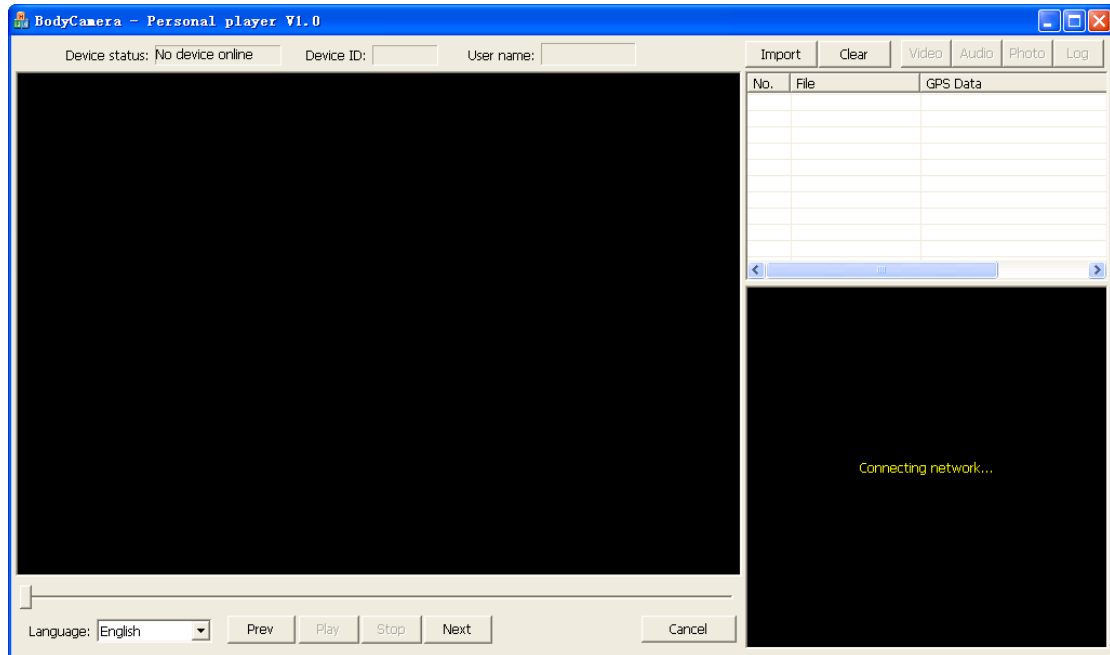 BodyCamera - Personal player V1.0
Device status: No device online Device ID: User name: Import Clear Video Audio Photo Log
No. File GPS Data
Connecting network...
Language: English Prev Play Stop Next Cancel